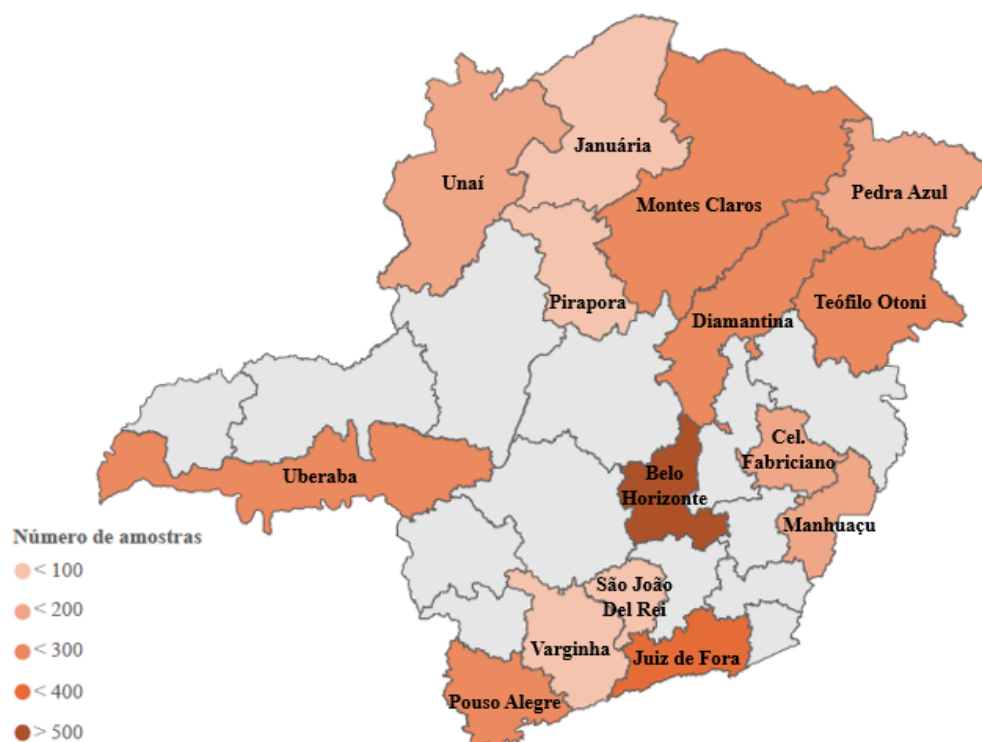 Januária
Unaí
Pedra Azul
Montes Claros
Pirapora
Teófilo Otoni
Diamantina
Cel.
Fabriciano
Uberaba
Belo
Horizonte
Manhuaçu
São João
Del Rei
Varginha
Juiz de Fora
Pouso Alegre
Número de amostras
< 100
< 200
< 300
< 400
> 500